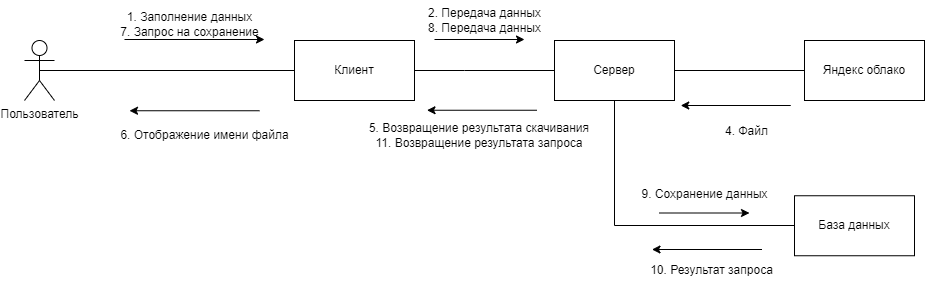 1. Заполнение данных
7. Запрос на сохранение
2. Передача данных
8. Передача данных
Клиент
Сервер
Яндекс облако
Пользователь
6. Отображение имени файла
5. Возвращение результата скачивания
11. Возвращение результата запроса
4. Файл
9. Сохранение данных
База данных
10. Результат запроса